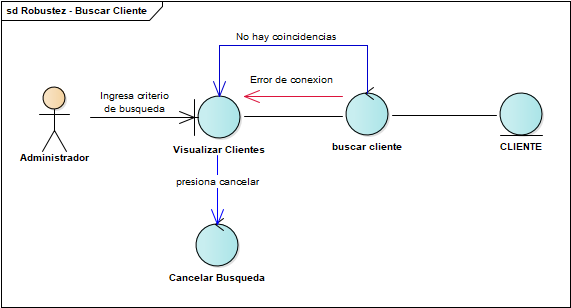 sd Robustez - Buscar Cliente
No hay coincidencias
Error de conexion
Ingresa criterio
de busqueda
Administrador
Visualizar Clientes
buscar cliente
CLIENTE
presiona cancelar
Cancelar Busqueda